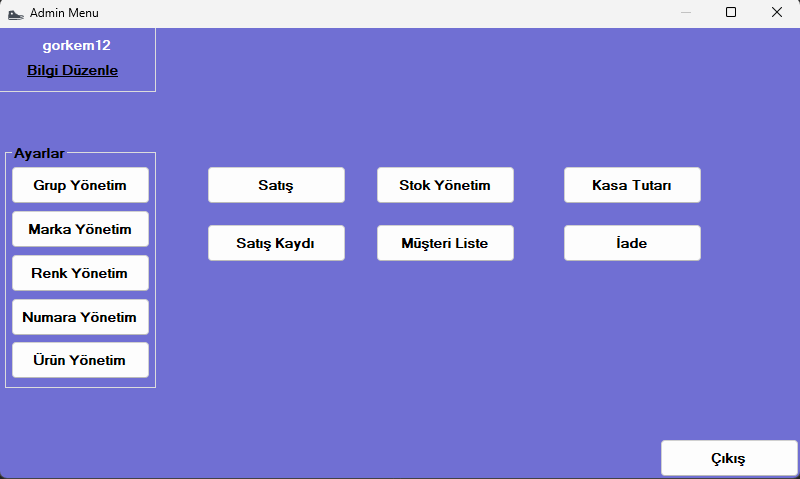 Admin Menu
gorkem12
Bilgi Düzenle
Ayarlar
Grup Yönetim
Marka Yönetim
Renk Yönetim
Numara Yönetim
Ürün Yönetim
Satış
Stok Yönetim
Kasa Tutarı
Satış Kaydı
Müşteri Liste
İade
Çıkış